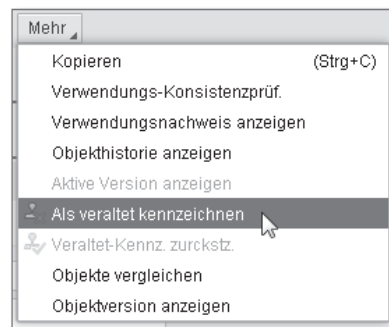 Mehr
Kopieren (Strg+C)
Verwendungs-Konsistenzprüf.
Verwendungsnachweis anzeigen
Objekthistorie anzeigen
Aktive Version anzeigen
Als veraltet kennzeichnen
Veraltet-Kennz. zurckstz.
Objekte vergleichen
Objektversion anzeigen